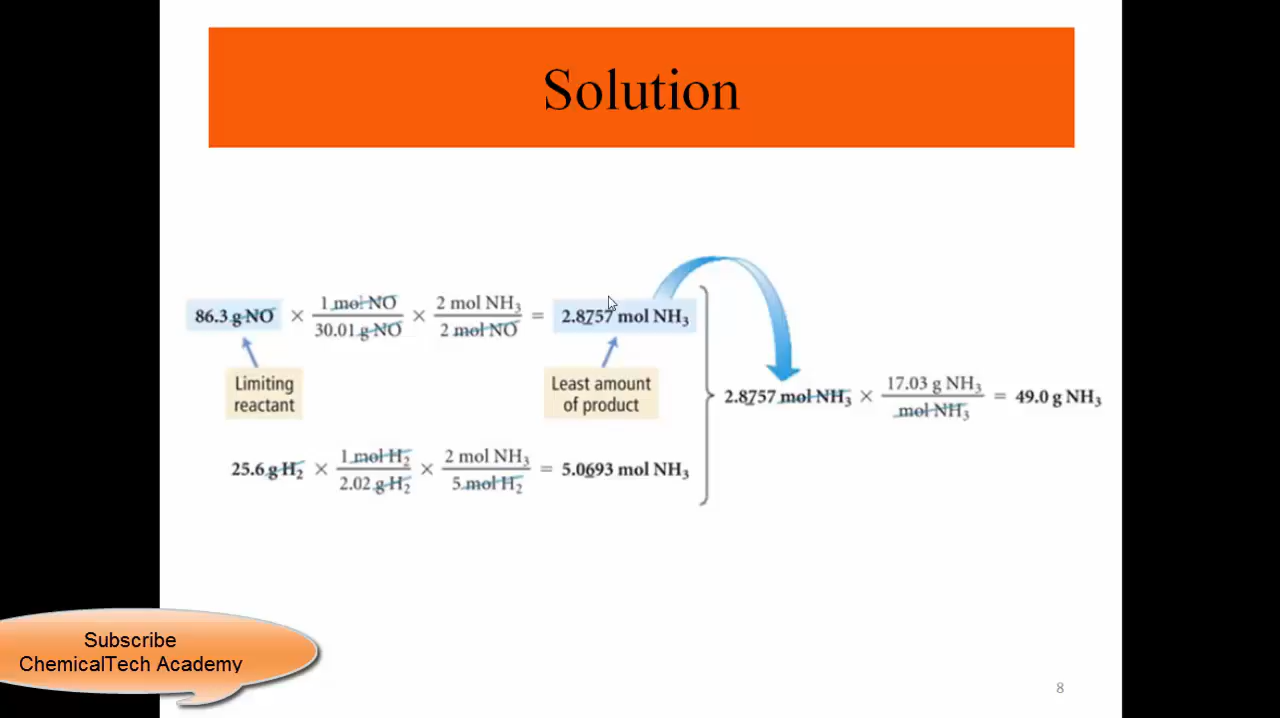 Solution
86.3 g NO × 1 mol NO / 30.01 g NO × 2 mol NH₃ / 2 mol NO = 2.8757 mol NH₃
Limiting
reactant
Least amount
of product
2.8757 mol NH₃ × 17.03 g NH₃ / mol NH₃ = 49.0 g NH₃
25.6 g H₂ × 1 mol H₂ / 2.02 g H₂ × 2 mol NH₃ / 5 mol H₂ = 5.0693 mol NH₃
Subscribe
ChemicalTech Academy
8